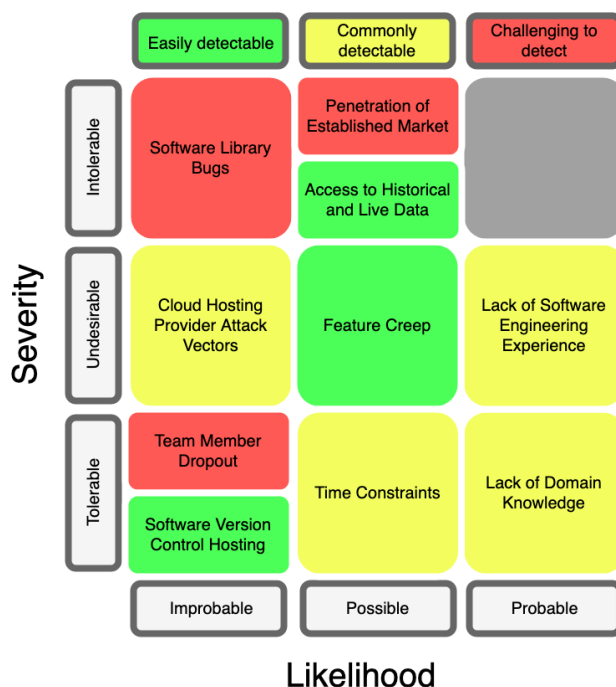 Easily detectable
Commonly
detectable
Challenging to
detect
Severity
Intolerable
Software Library
Bugs
Penetration of
Established Market
Access to Historical
and Live Data
Undesirable
Cloud Hosting
Provider Attack
Vectors
Feature Creep
Lack of Software
Engineering
Experience
Tolerable
Team Member
Dropout
Software Version
Control Hosting
Time Constraints
Lack of Domain
Knowledge
Improbable
Possible
Probable
Likelihood